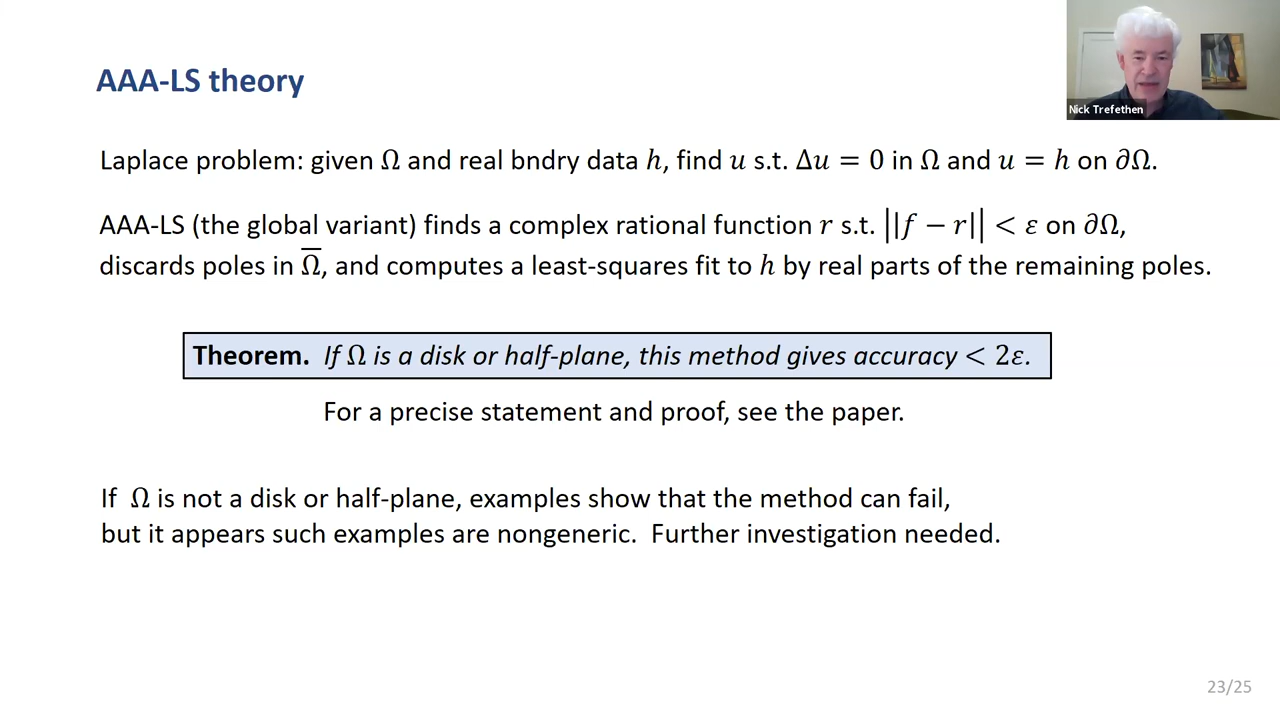 AAA-LS theory
Nick Trefethen
Laplace problem: given Ω and real bndry data h, find u s.t. Δu = 0 in Ω and u = h on ∂Ω.
AAA-LS (the global variant) finds a complex rational function r s.t. ||f − r|| < ε on ∂Ω,
discards poles in Ω̅, and computes a least-squares fit to h by real parts of the remaining poles.
Theorem. If Ω is a disk or half-plane, this method gives accuracy < 2ε.
For a precise statement and proof, see the paper.
If Ω is not a disk or half-plane, examples show that the method can fail,
but it appears such examples are nongeneric. Further investigation needed.
23/25